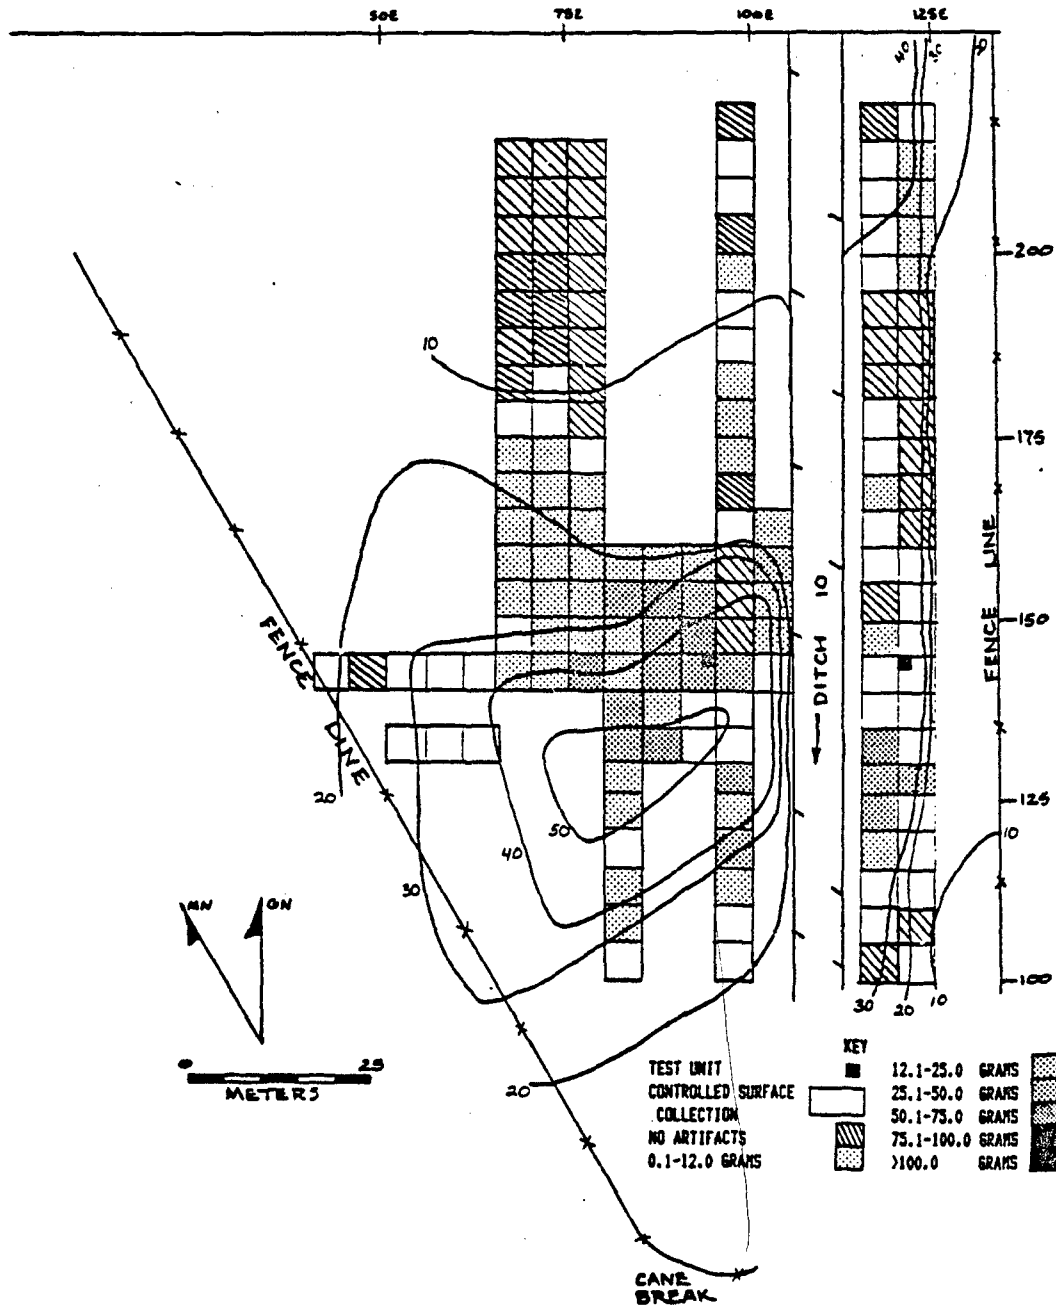 50E 75E 100E 125E
40 30
200
10
175
FENCE LINE
DITCH 10
150
FENCE LINE
20
50
125
40
10
30
MN GN
100
30 20 10
0 25
METERS
20
KEY
TEST UNIT
CONTROLLED SURFACE
COLLECTION
NO ARTIFACTS
0.1-12.0 GRAMS
12.1-25.0 GRAMS
25.1-50.0 GRAMS
50.1-75.0 GRAMS
75.1-100.0 GRAMS
>100.0 GRAMS
CANE
BREAK